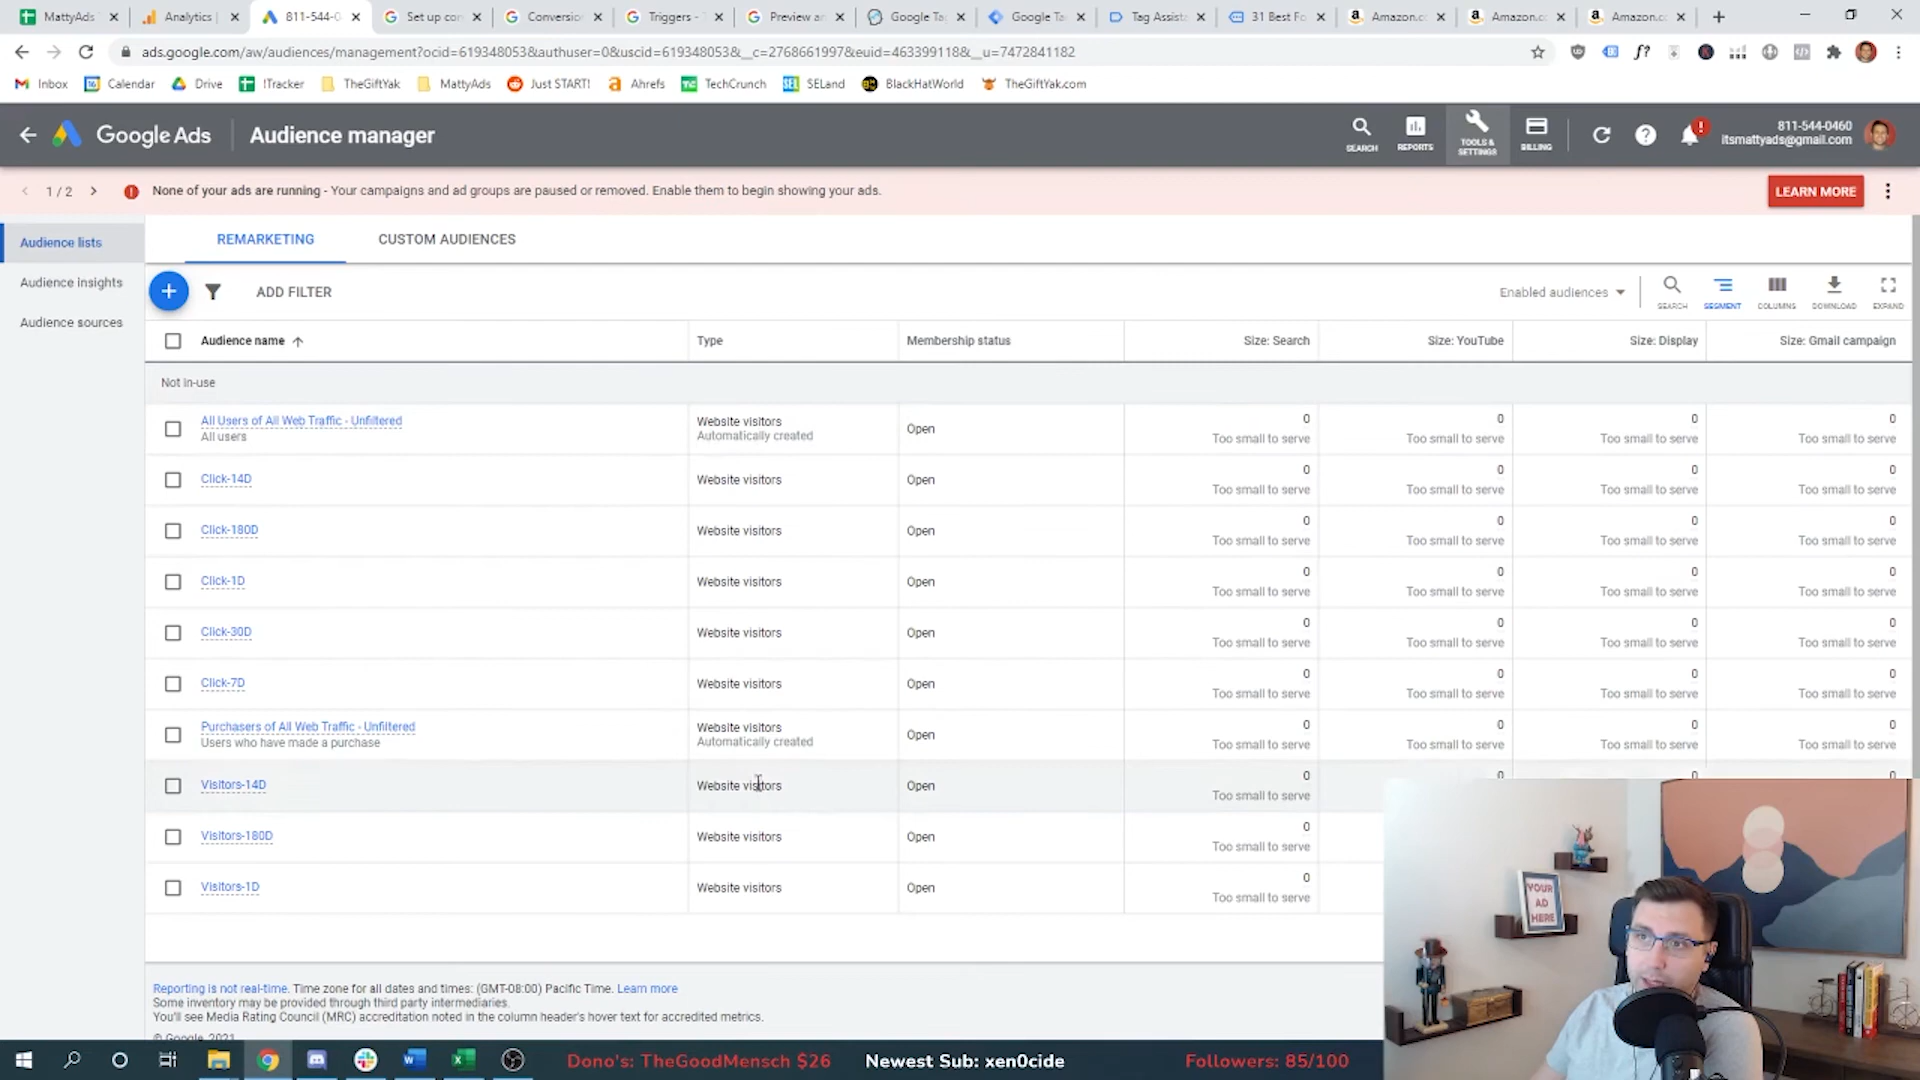 MattyAds
Analytics |
811-544-0
Set up con
Conversion
Triggers -
Preview an
Google Ta
Google Ta
Tag Assista
31 Best Fo
Amazon.c
Amazon.c
Amazon.c
ads.google.com/aw/audiences/management?ocid=619348053&authuser=0&uscid=619348053&__c=2768661997&euid=463399118&__u=7472841182
Inbox
Calendar
Drive
!Tracker
TheGiftYak
MattyAds
Just START!
Ahrefs
TechCrunch
SELand
BlackHatWorld
TheGiftYak.com
Google Ads
Audience manager
SEARCH
REPORTS
TOOLS & SETTINGS
BILLING
811-544-0460
itsmattyads@gmail.com
1 / 2
None of your ads are running - Your campaigns and ad groups are paused or removed. Enable them to begin showing your ads.
LEARN MORE
Audience lists
Audience insights
Audience sources
REMARKETING
CUSTOM AUDIENCES
ADD FILTER
Enabled audiences
SEARCH
SEGMENT
COLUMNS
DOWNLOAD
EXPAND
Audience name
Type
Membership status
Size: Search
Size: YouTube
Size: Display
Size: Gmail campaign
Not in-use
All Users of All Web Traffic - Unfiltered
All users
Website visitors
Automatically created
Open
0
Too small to serve
0
Too small to serve
0
Too small to serve
0
Too small to serve
Click-14D
Website visitors
Open
0
Too small to serve
0
Too small to serve
0
Too small to serve
0
Too small to serve
Click-180D
Website visitors
Open
0
Too small to serve
0
Too small to serve
0
Too small to serve
0
Too small to serve
Click-1D
Website visitors
Open
0
Too small to serve
0
Too small to serve
0
Too small to serve
0
Too small to serve
Click-30D
Website visitors
Open
0
Too small to serve
0
Too small to serve
0
Too small to serve
0
Too small to serve
Click-7D
Website visitors
Open
0
Too small to serve
0
Too small to serve
0
Too small to serve
0
Too small to serve
Purchasers of All Web Traffic - Unfiltered
Users who have made a purchase
Website visitors
Automatically created
Open
0
Too small to serve
0
Too small to serve
0
Too small to serve
0
Too small to serve
Visitors-14D
Website visitors
Open
0
Too small to serve
0
0
0
Visitors-180D
Website visitors
Open
0
Too small to serve
Visitors-1D
Website visitors
Open
0
Too small to serve
YOUR
AD
HERE
Reporting is not real-time. Time zone for all dates and times: (GMT-08:00) Pacific Time. Learn more
Some inventory may be provided through third party intermediaries.
You'll see Media Rating Council (MRC) accreditation noted in the column header's hover text for accredited metrics.
© Google, 2021
Dono's: TheGoodMensch $26
Newest Sub: xen0cide
Followers: 85/100